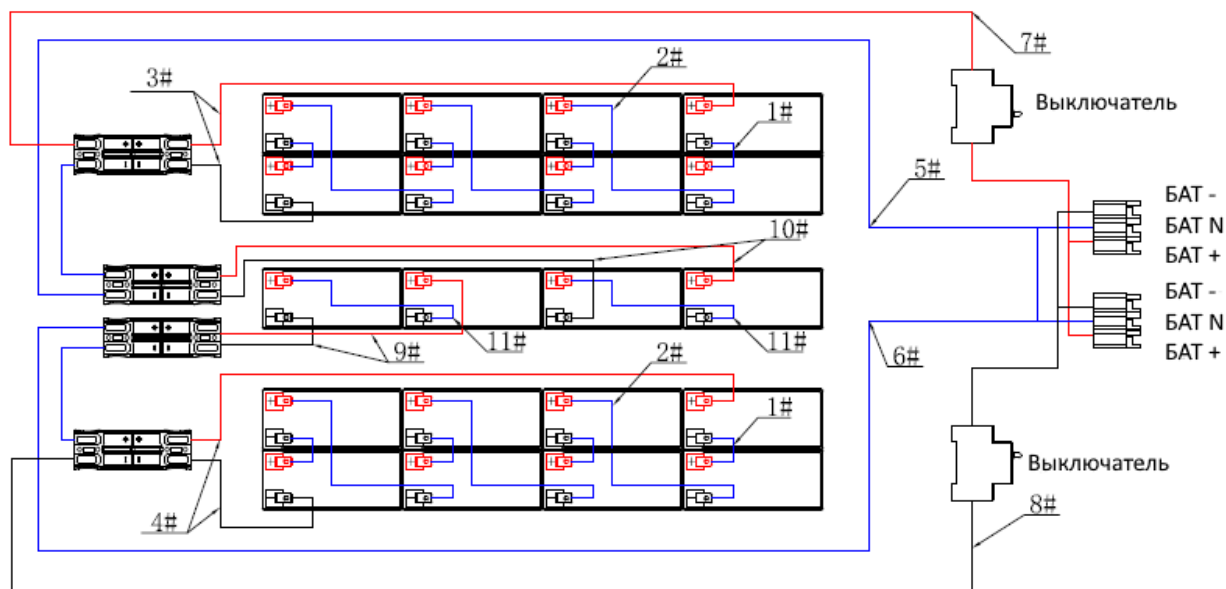 7#
2#
3#
Выключатель
1#
5#
БАТ -
БАТ N
БАТ +
10#
БАТ -
БАТ N
БАТ +
11#
11#
9#
6#
2#
1#
Выключатель
4#
8#